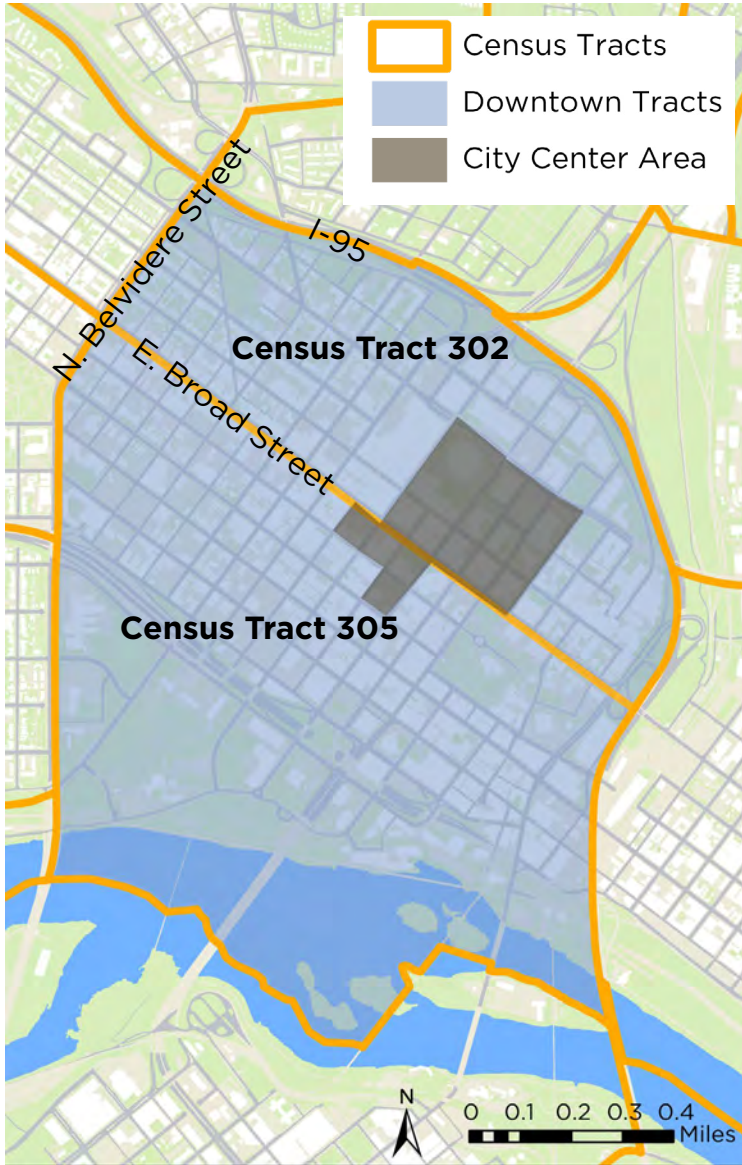 Census Tracts
Downtown Tracts
City Center Area
N. Belvidere Street
I-95
Census Tract 302
E. Broad Street
Census Tract 305
N
0 0.1 0.2 0.3 0.4
Miles